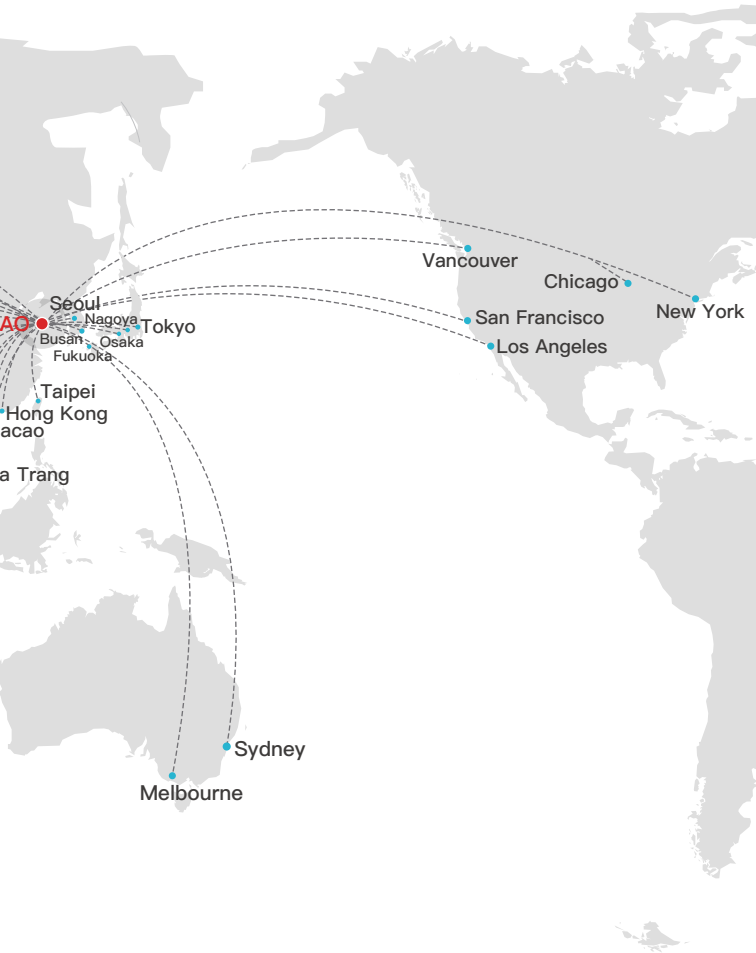 Vancouver
Chicago
New York
Seoul
Nagoya
AO
Tokyo
San Francisco
Busan
Osaka
Los Angeles
Fukuoka
Taipei
Hong Kong
acao
a Trang
Sydney
Melbourne